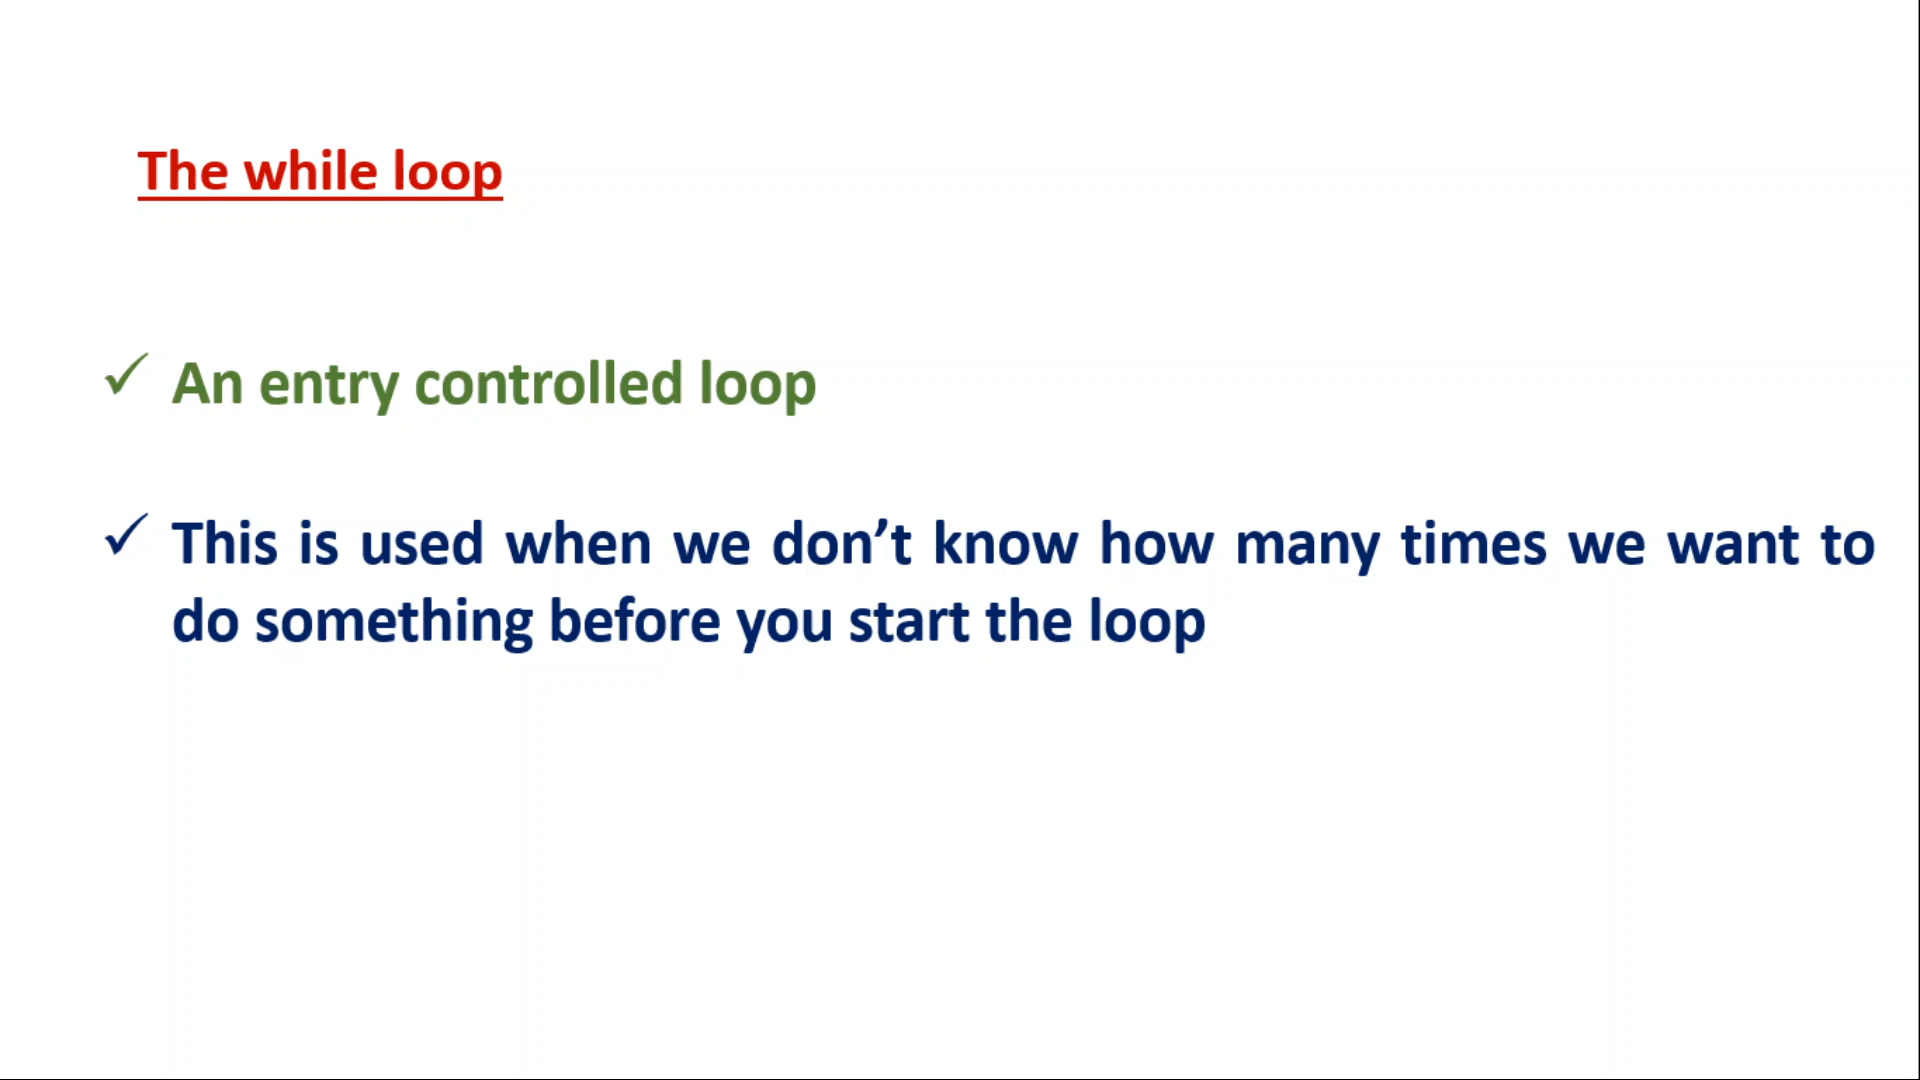 The while loop
✓ An entry controlled loop
✓ This is used when we don’t know how many times we want to
do something before you start the loop